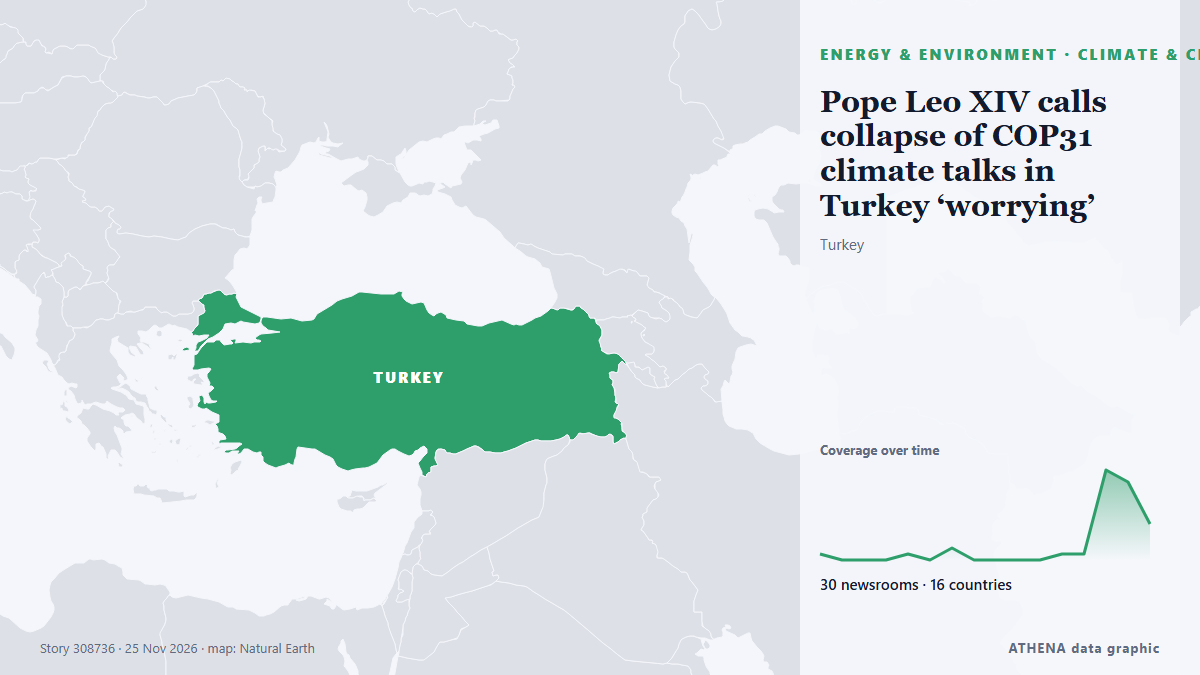 ENERGY & ENVIRONMENT · CLIMATE &
Pope Leo XIV calls
collapse of COP31
climate talks in
Turkey ‘worrying’
Turkey
TURKEY
Coverage over time
30 newsrooms · 16 countries
Story 308736 · 25 Nov 2026 · map: Natural Earth
ATHENA data graphic